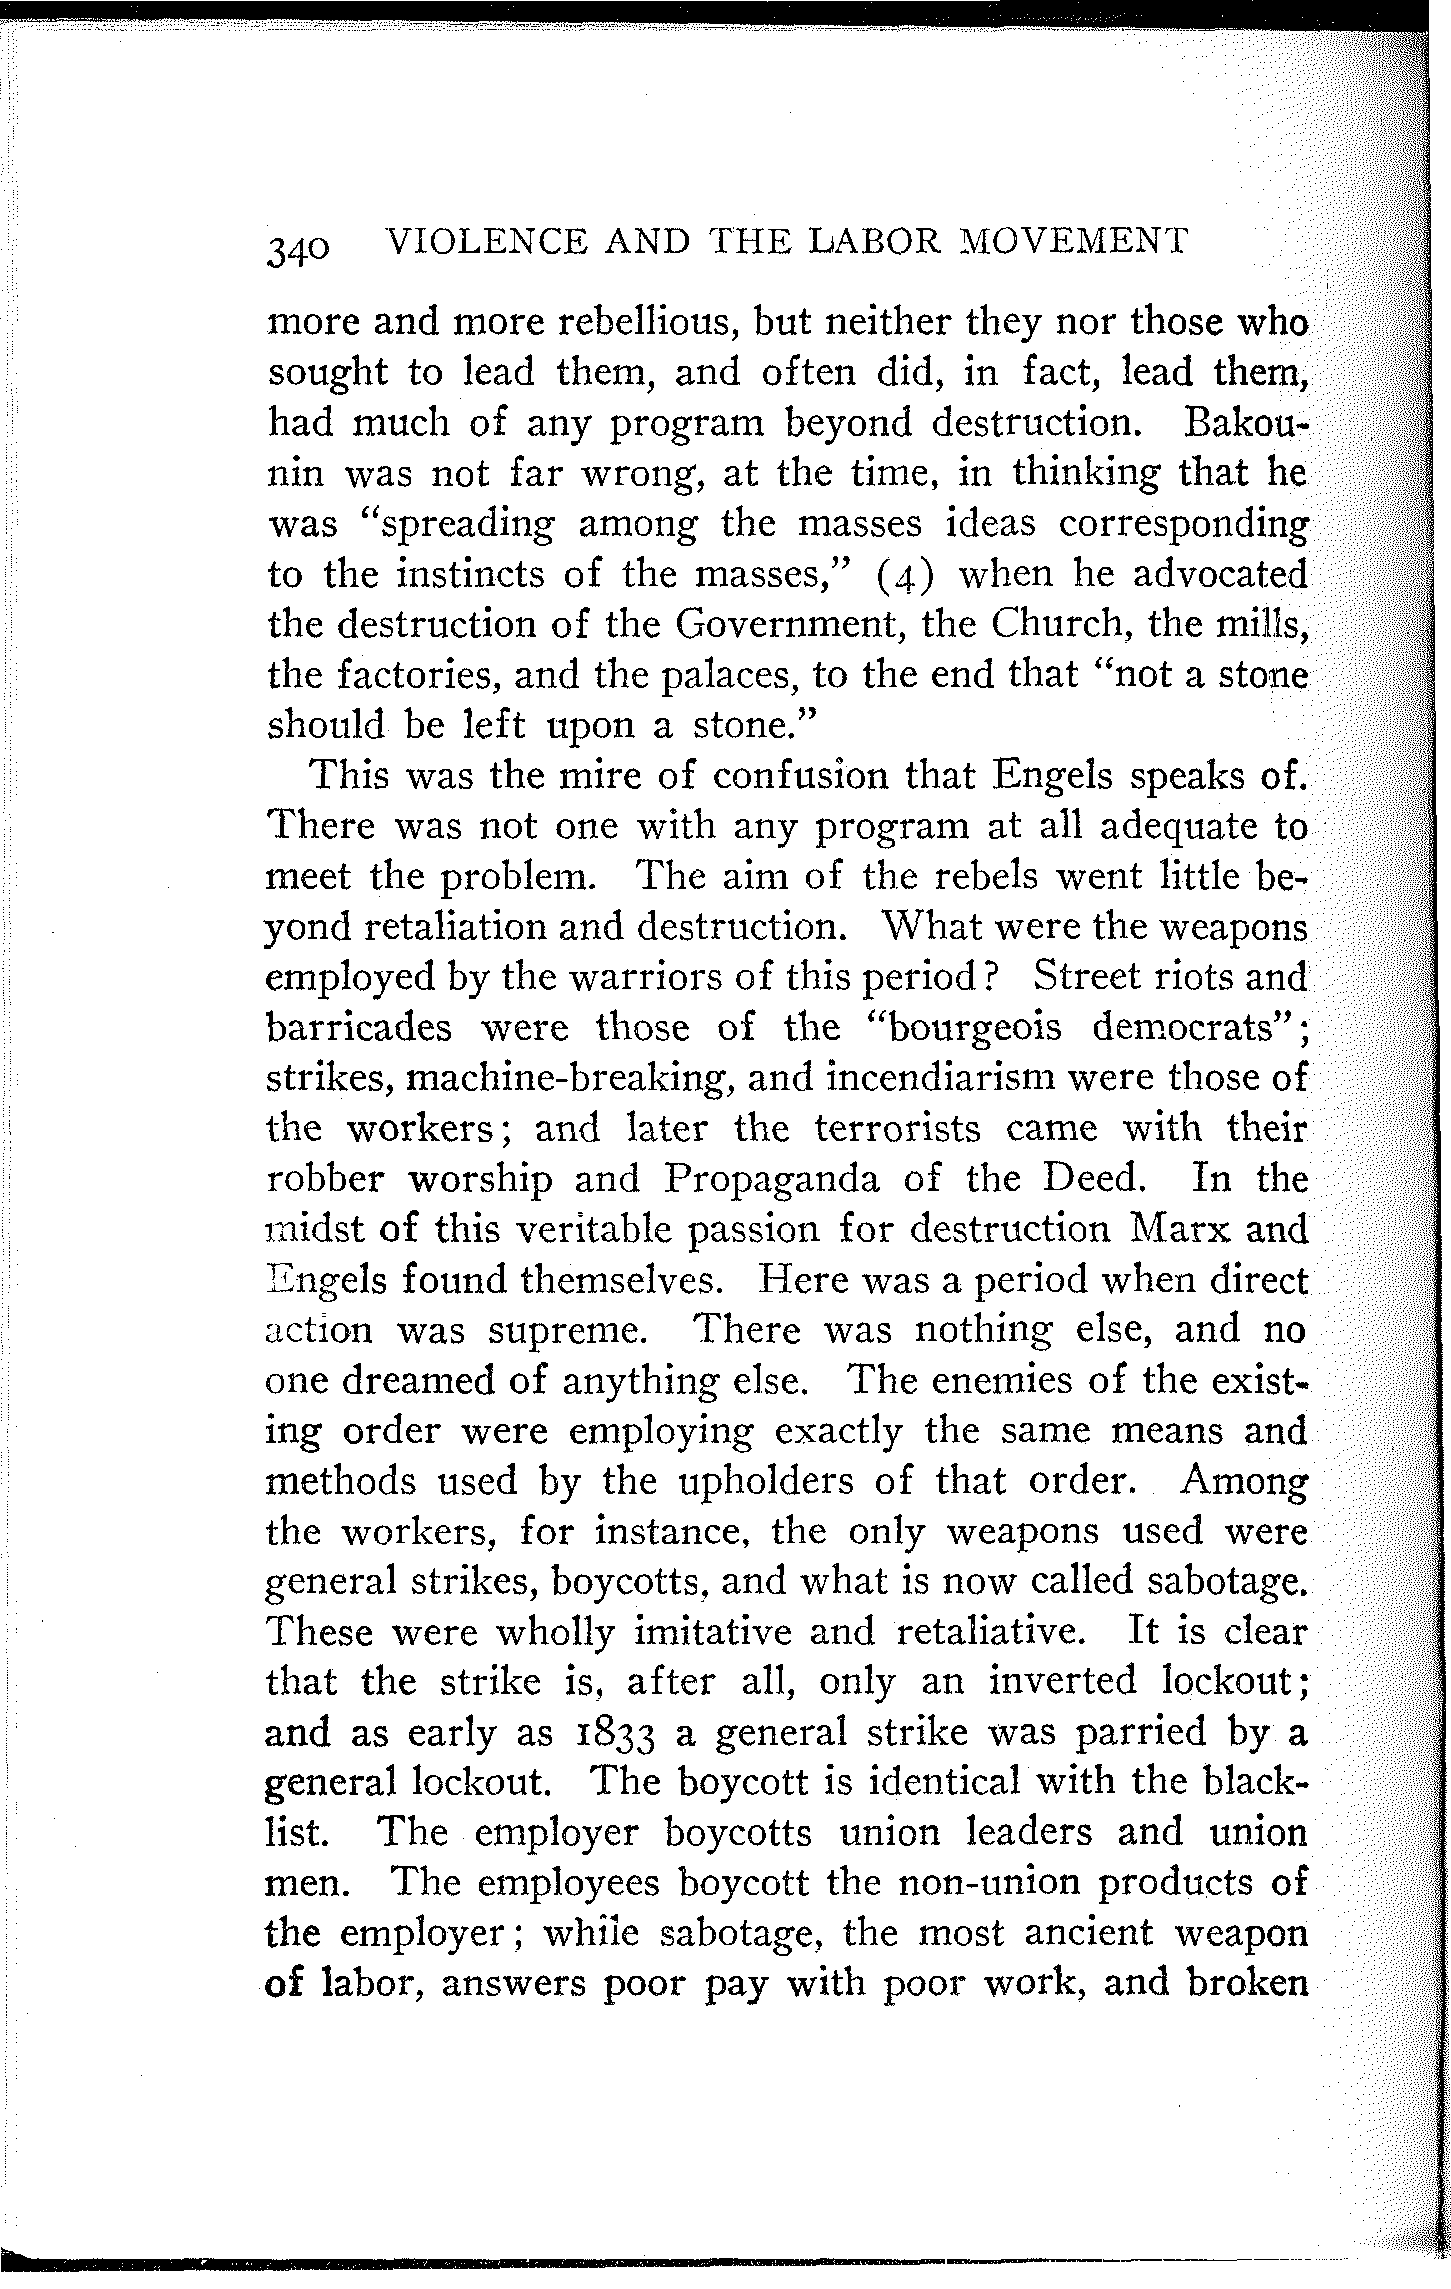 340 VIOLENCE AND THE LABOR MOVEMENT
more and more rebellious, but neither they nor those who
sought to lead them, and often did, in fact, lead them,
had much of any program beyond destruction. Bakou-
nin was not far wrong, at the time, in thinking that he
was “spreading among the masses ideas corresponding
to the instincts of the masses,” (4) when he advocated
the destruction of the Government, the Church, the mills,
the factories, and the palaces, to the end that “not a stone
should be left upon a stone.”
This was the mire of confusion that Engels speaks of.
There was not one with any program at all adequate to
meet the problem. The aim of the rebels went little be-
yond retaliation and destruction. What were the weapons
employed by the warriors of this period? Street riots and
barricades were those of the “bourgeois democrats”;
strikes, machine-breaking, and incendiarism were those of
the workers; and later the terrorists came with their
robber worship and Propaganda of the Deed. In the
midst of this veritable passion for destruction Marx and
Engels found themselves. Here was a period when direct
action was supreme. There was nothing else, and no
one dreamed of anything else. The enemies of the exist-
ing order were employing exactly the same means and
methods used by the upholders of that order. Among
the workers, for instance, the only weapons used were
general strikes, boycotts, and what is now called sabotage.
These were wholly imitative and retaliative. It is clear
that the strike is, after all, only an inverted lockout;
and as early as 1833 a general strike was parried by a
general lockout. The boycott is identical with the black-
list. The employer boycotts union leaders and union
men. The employees boycott the non-union products of
the employer; while sabotage, the most ancient weapon
of labor, answers poor pay with poor work, and broken